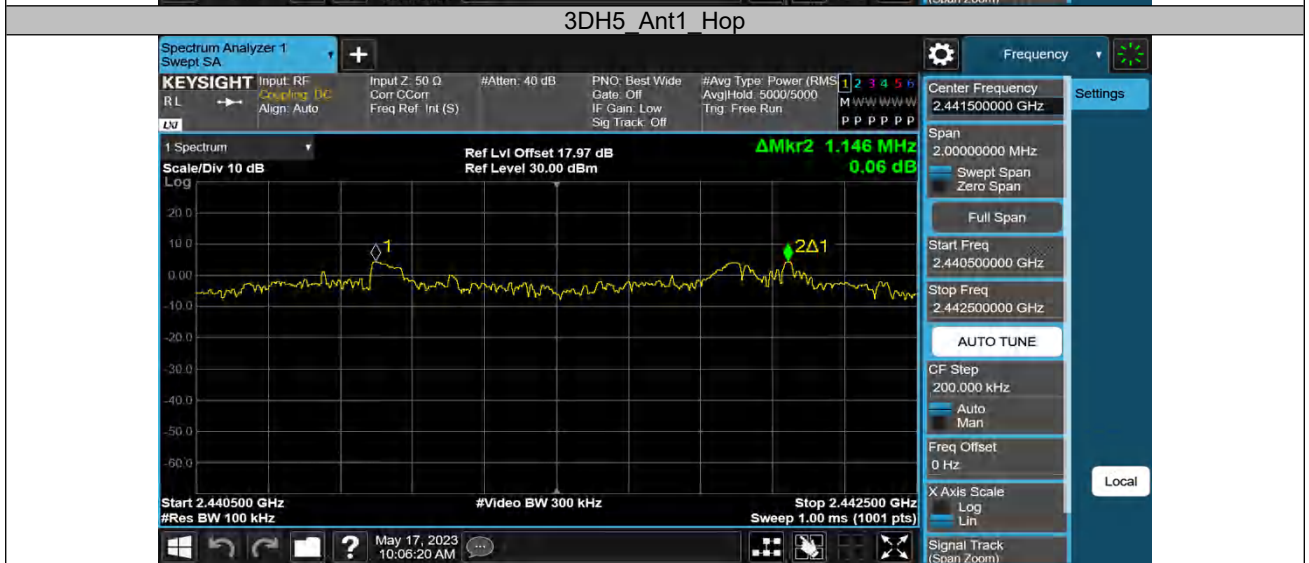 (Span Zoom)
3DH5_Ant1_Hop
Spectrum Analyzer 1
Swept SA
+
Frequency
KEYSIGHT
RL
LXI
Input: RF
Coupling: DC
Align: Auto
Input Z: 50 Ω
Corr CCorr
Freq Ref: Int (S)
#Atten: 40 dB
PNO: Best Wide
Gate: Off
IF Gain: Low
Sig Track: Off
#Avg Type: Power (RMS
Avg|Hold: 5000/5000
Trig: Free Run
1 2 3 4 5 6
M W W W W W
P P P P P P
1 Spectrum
Scale/Div 10 dB
Log
Ref Lvl Offset 17.97 dB
Ref Level 30.00 dBm
ΔMkr2 1.146 MHz
0.06 dB
20.0
10.0
0.00
-10.0
-20.0
-30.0
-40.0
-50.0
-60.0
1
2Δ1
Start 2.440500 GHz
#Res BW 100 kHz
#Video BW 300 kHz
Stop 2.442500 GHz
Sweep 1.00 ms (1001 pts)
?
May 17, 2023
10:06:20 AM
Center Frequency
2.441500000 GHz
Settings
Span
2.00000000 MHz
Swept Span
Zero Span
Full Span
Start Freq
2.440500000 GHz
Stop Freq
2.442500000 GHz
AUTO TUNE
CF Step
200.000 kHz
Auto
Man
Freq Offset
0 Hz
X Axis Scale
Log
Lin
Local
Signal Track
(Span Zoom)